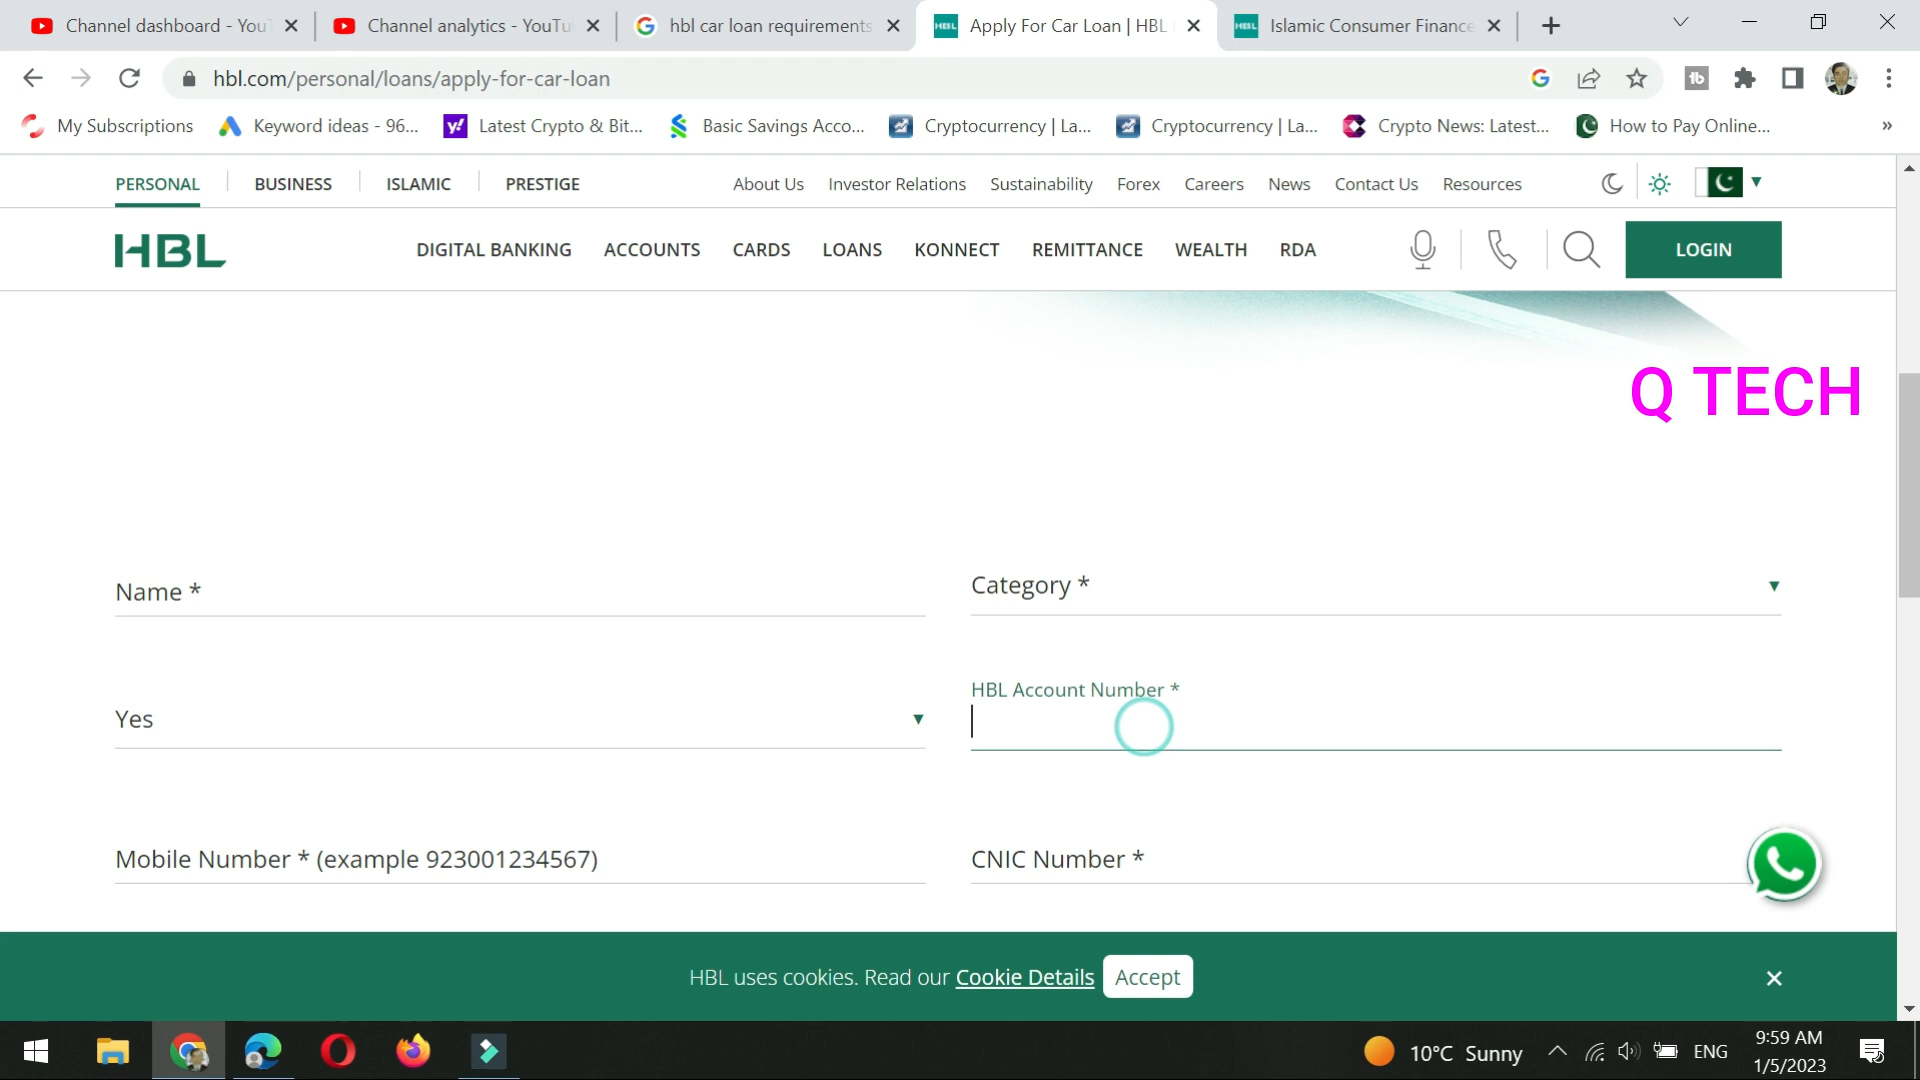 Channel dashboard - YouT
Channel analytics - YouTu
hbl car loan requirements
Apply For Car Loan | HBL
Islamic Consumer Finance
hbl.com/personal/loans/apply-for-car-loan
My Subscriptions
Keyword ideas - 96...
Latest Crypto & Bit...
Basic Savings Acco...
Cryptocurrency | La...
Cryptocurrency | La...
Crypto News: Latest...
How to Pay Online...
PERSONAL
BUSINESS
ISLAMIC
PRESTIGE
About Us
Investor Relations
Sustainability
Forex
Careers
News
Contact Us
Resources
HBL
DIGITAL BANKING
ACCOUNTS
CARDS
LOANS
KONNECT
REMITTANCE
WEALTH
RDA
LOGIN
Q TECH
Name *
Category *
Yes
HBL Account Number *
Mobile Number * (example 923001234567)
CNIC Number *
HBL uses cookies. Read our Cookie Details
Accept
10°C Sunny
ENG
9:59 AM
1/5/2023